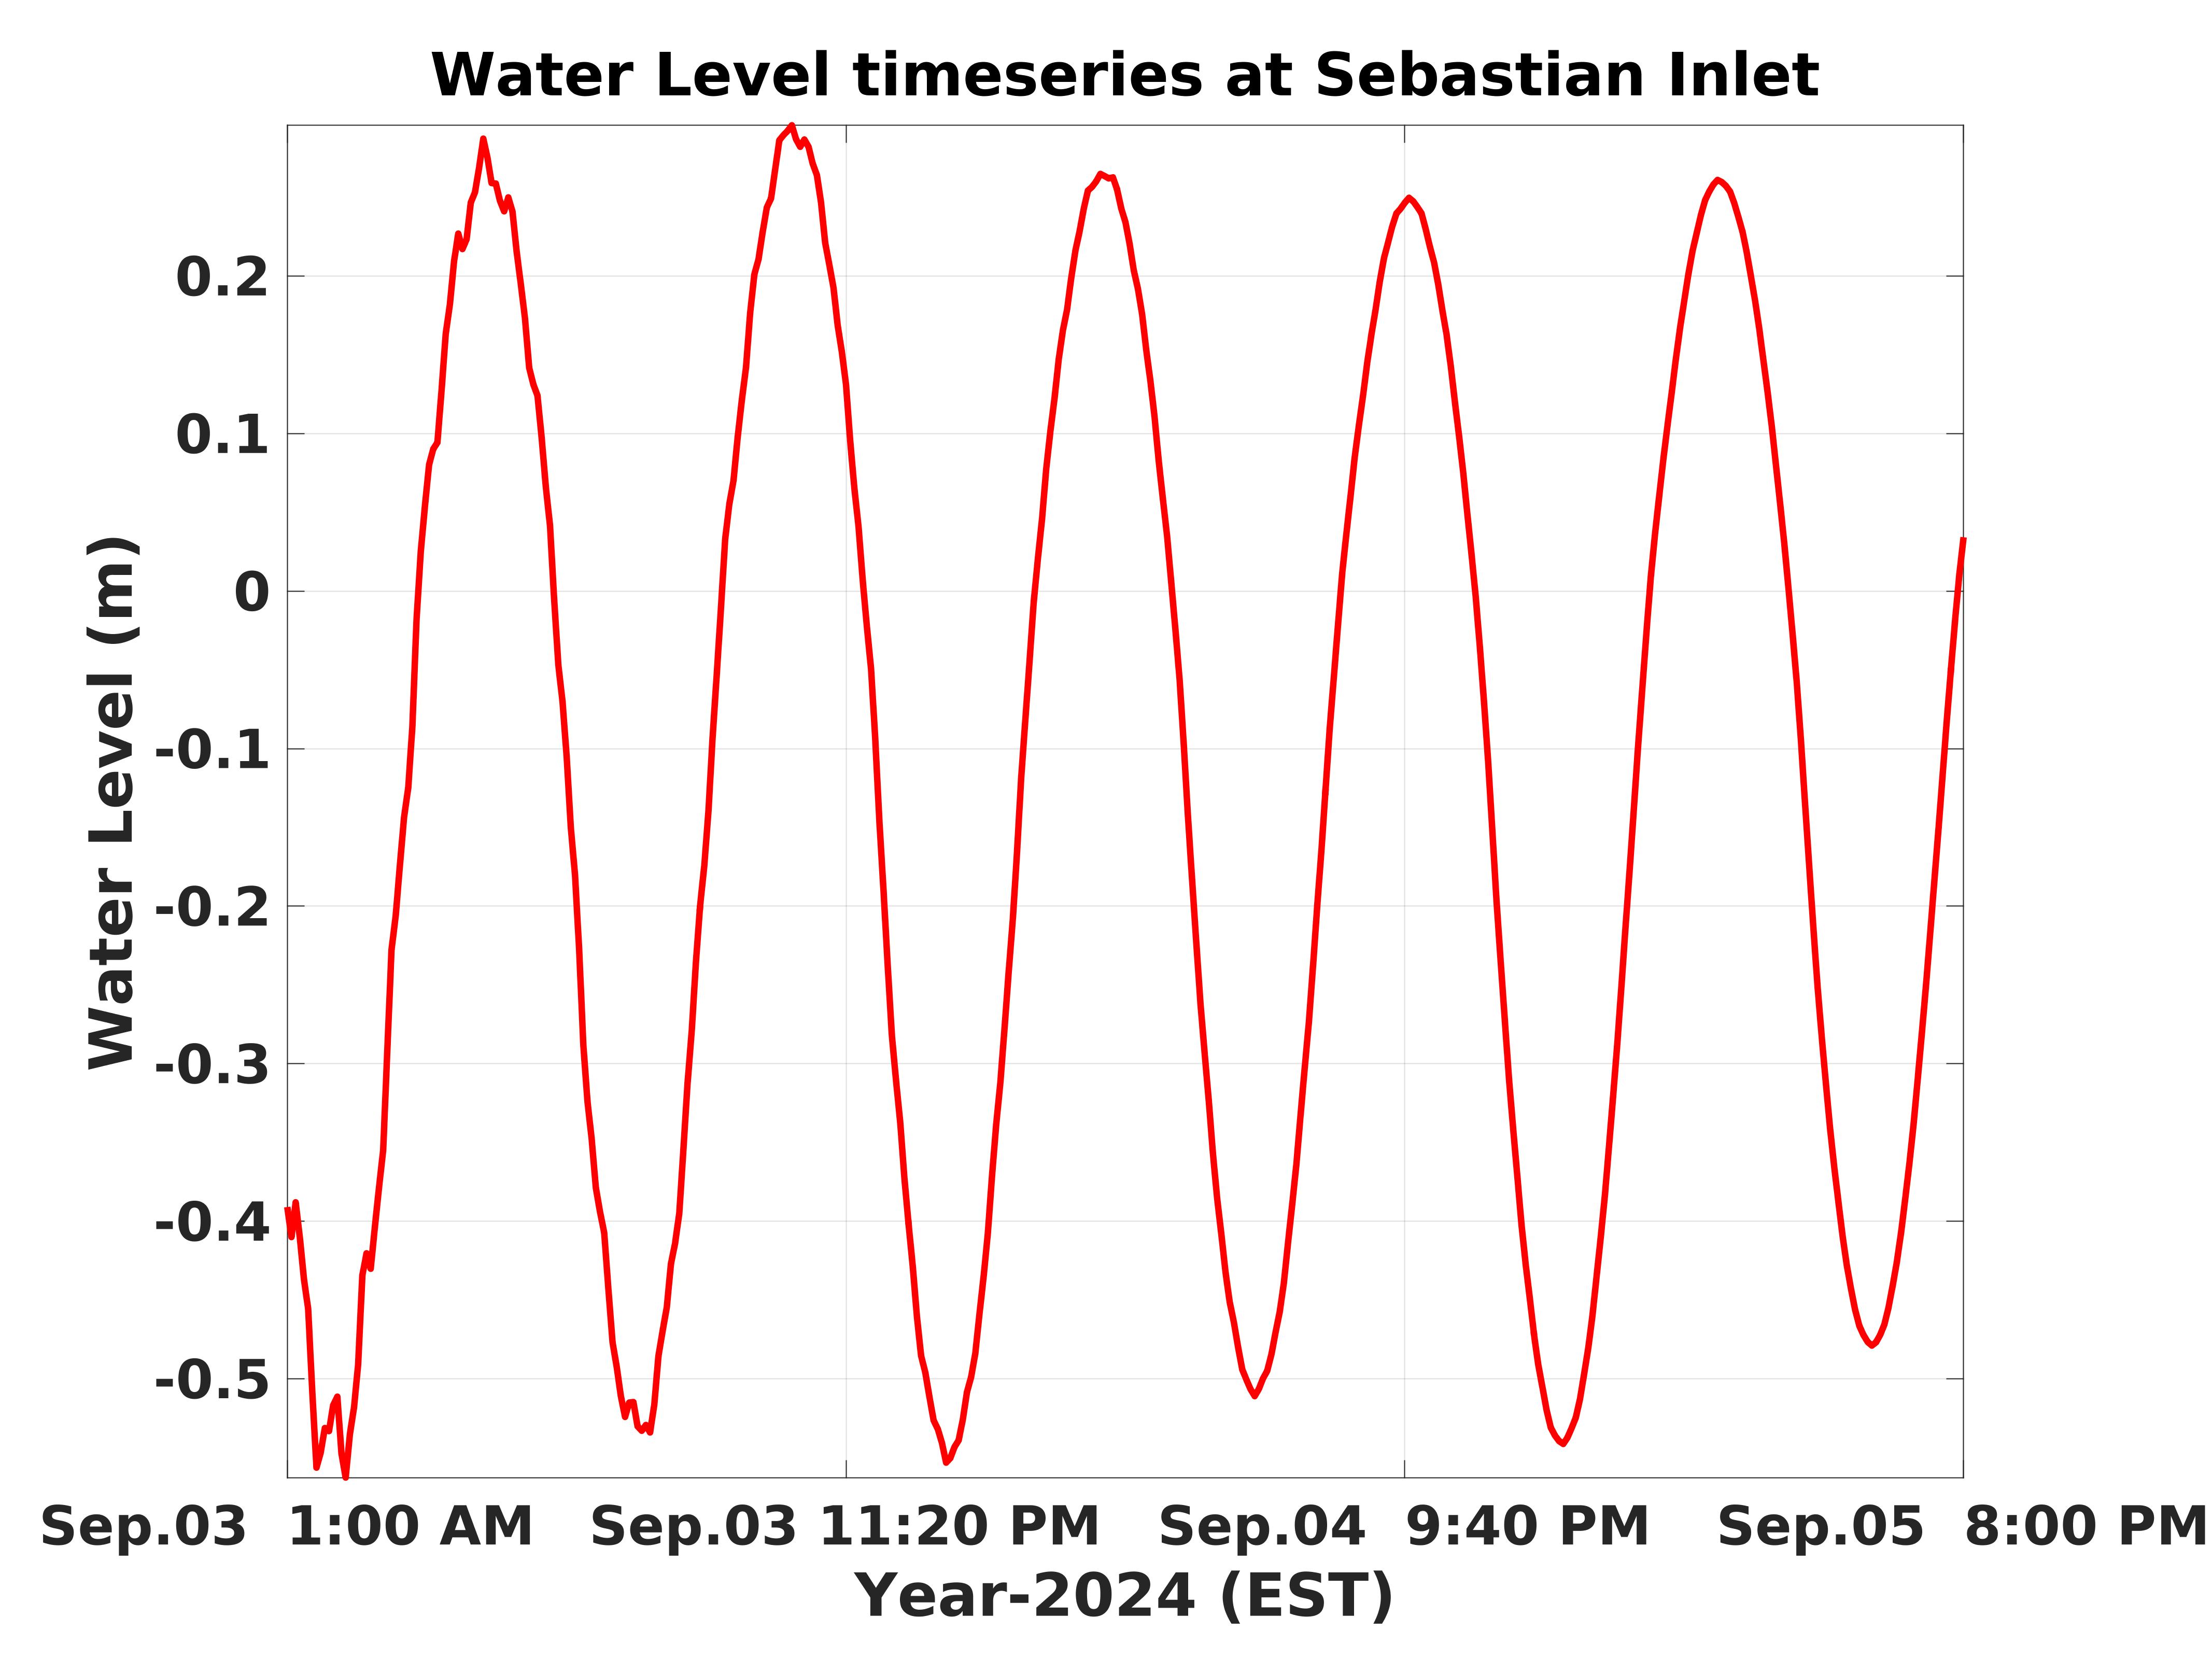 Water Level timeseries at Sebastian Inlet
Water Level (m)
0.2
0.1
0
-0.1
-0.2
-0.3
-0.4
-0.5
Sep.03 1:00 AM
Sep.03 11:20 PM
Sep.04 9:40 PM
Sep.05 8:00 PM
Year-2024 (EST)